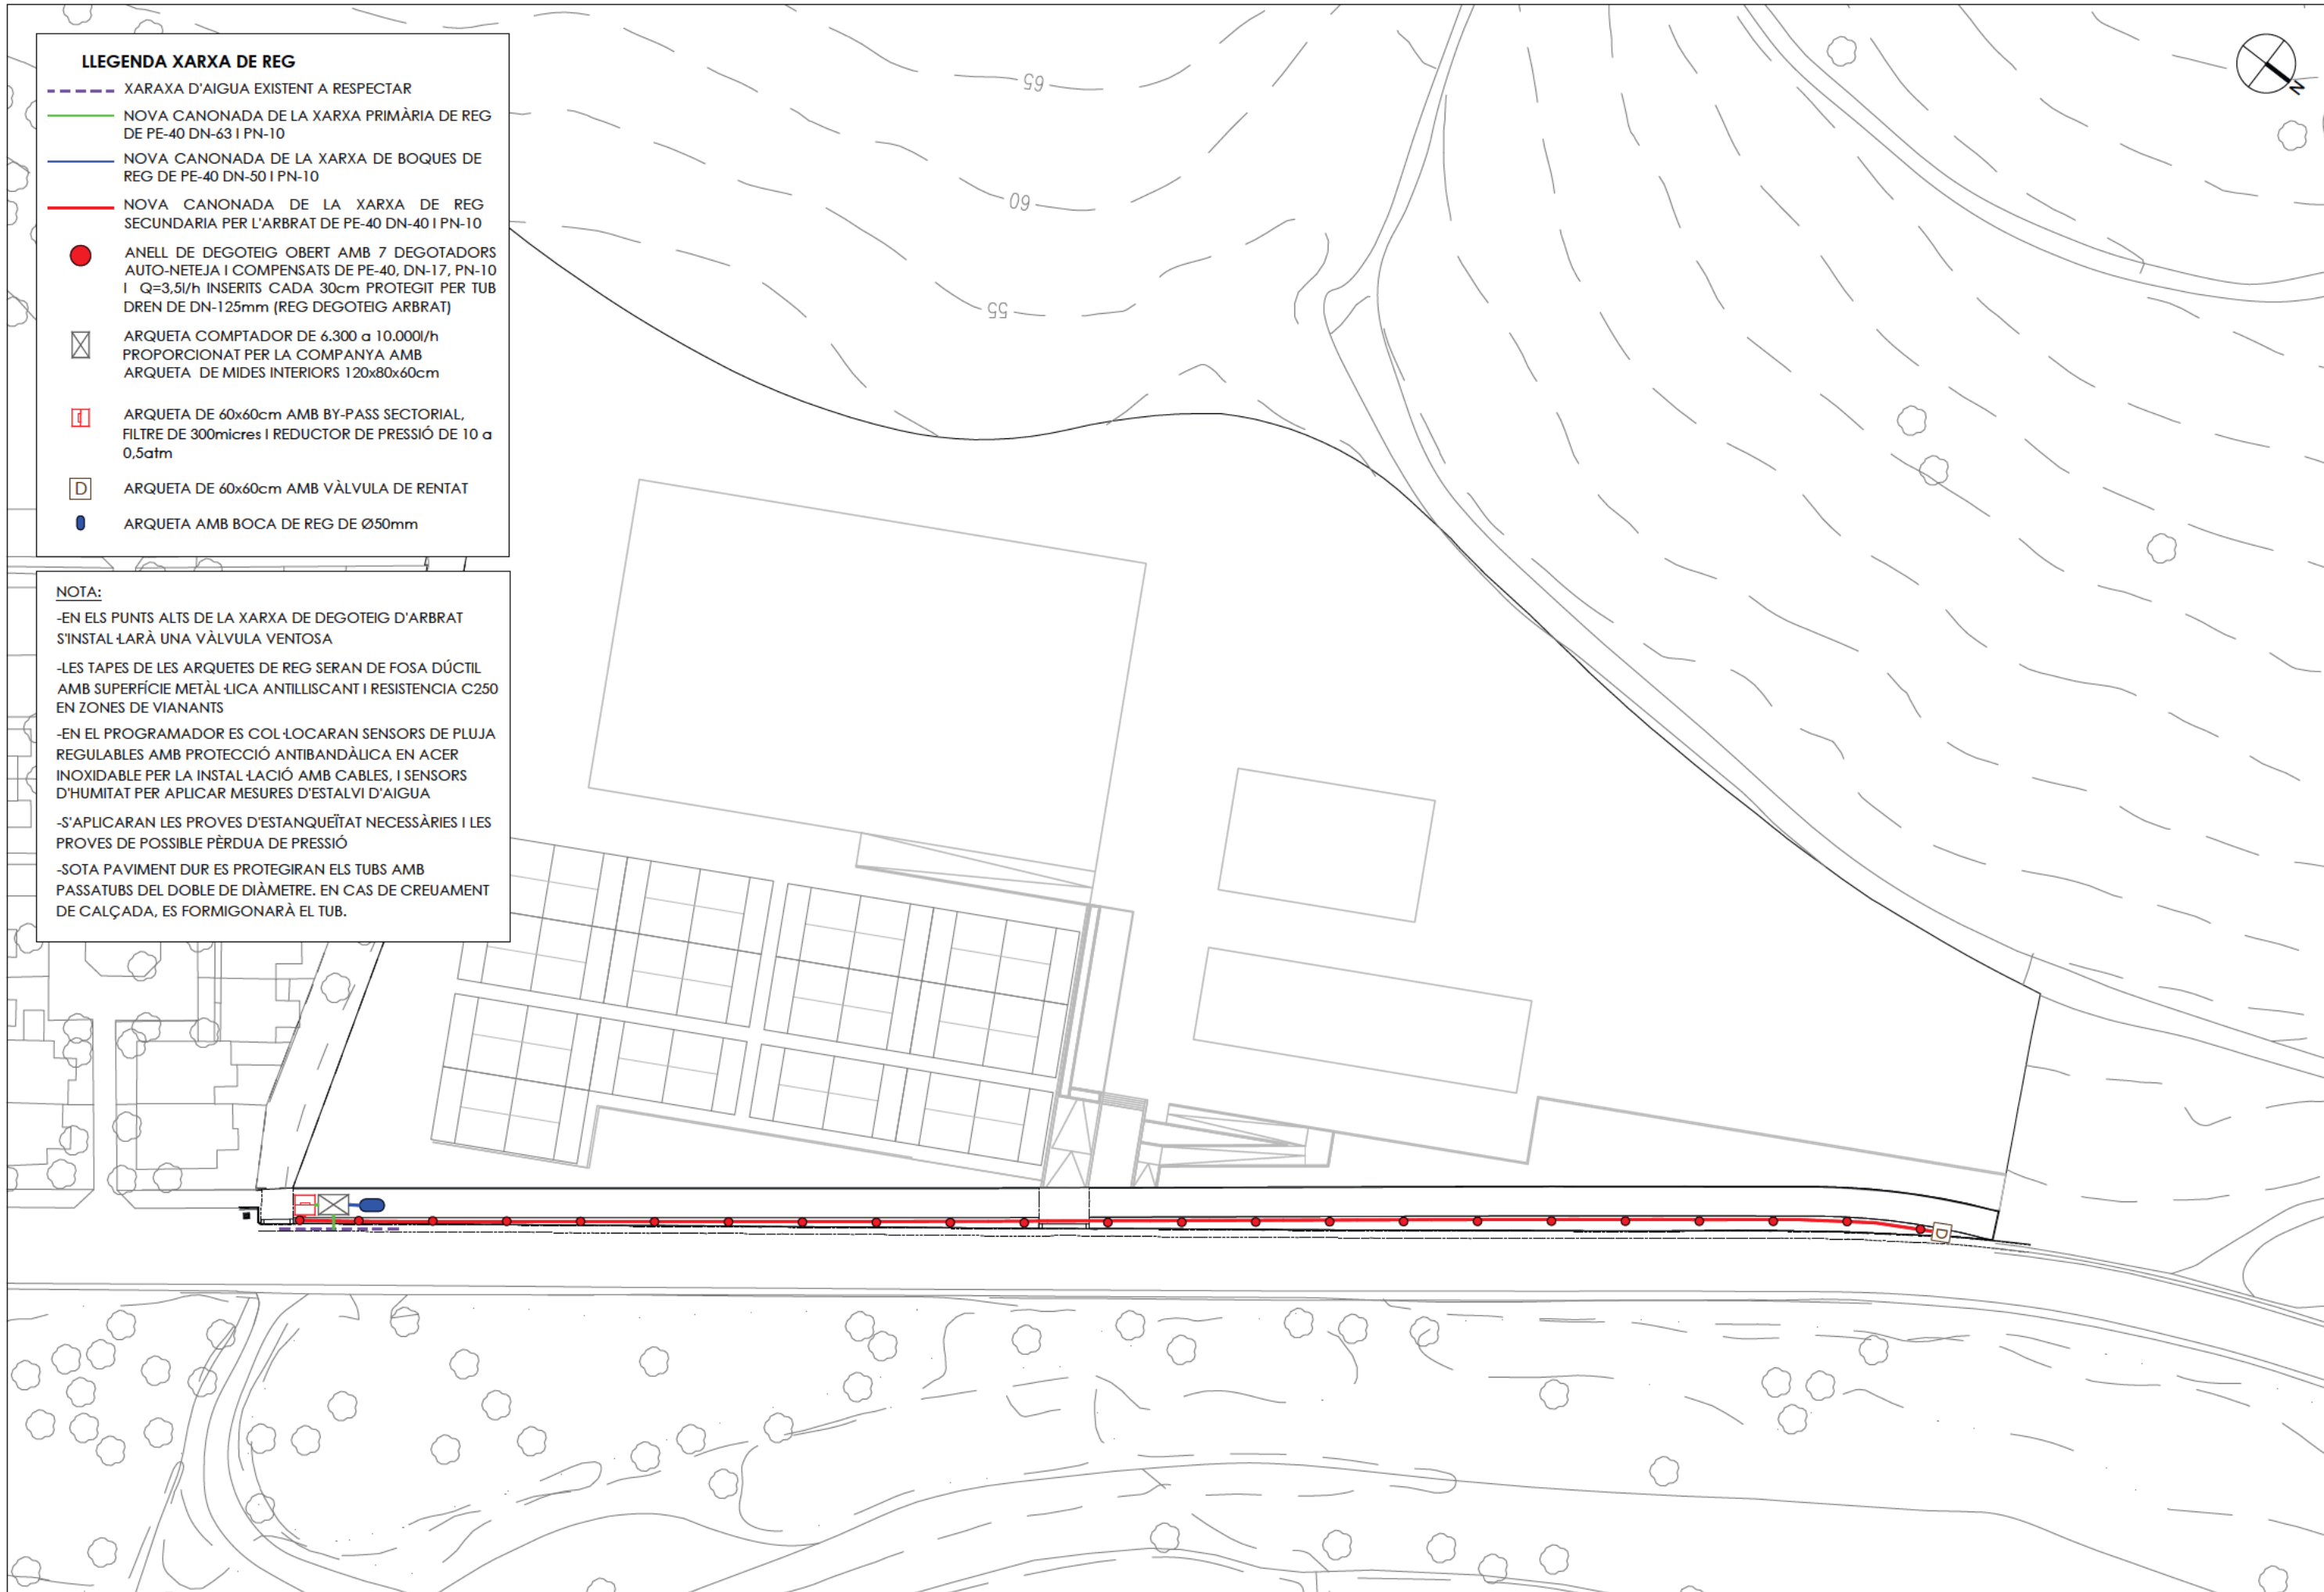 LLEGENDA XARXA DE REG
XARAXA D'AIGUA EXISTENT A RESPECTAR
NOVA CANONADA DE LA XARXA PRIMÀRIA DE REG
DE PE-40 DN-63 I PN-10
NOVA CANONADA DE LA XARXA DE BOQUES DE
REG DE PE-40 DN-50 I PN-10
NOVA CANONADA DE LA XARXA DE REG
SECUNDARIA PER L'ARBRAT DE PE-40 DN-40 I PN-10
ANELL DE DEGOTEIG OBERT AMB 7 DEGOTADORS
AUTO-NETEJA I COMPENSATS DE PE-40, DN-17, PN-10
I Q=3,5l/h INSERITS CADA 30cm PROTEGIT PER TUB
DREN DE DN-125mm (REG DEGOTEIG ARBRAT)
ARQUETA COMPTADOR DE 6.300 a 10.000l/h
PROPORCIONAT PER LA COMPANYA AMB
ARQUETA DE MIDES INTERIORS 120x80x60cm
ARQUETA DE 60x60cm AMB BY-PASS SECTORIAL,
FILTRE DE 300micres I REDUCTOR DE PRESSIÓ DE 10 a
0,5atm
D ARQUETA DE 60x60cm AMB VÀLVULA DE RENTAT
ARQUETA AMB BOCA DE REG DE Ø50mm
NOTA:
-EN ELS PUNTS ALTS DE LA XARXA DE DEGOTEIG D'ARBRAT
S'INSTAL·LARÀ UNA VÀLVULA VENTOSA
-LES TAPES DE LES ARQUETES DE REG SERAN DE FOSA DÚCTIL
AMB SUPERFÍCIE METÀL·LICA ANTILLISCANT I RESISTENCIA C250
EN ZONES DE VIANANTS
-EN EL PROGRAMADOR ES COL·LOCARAN SENSORS DE PLUJA
REGULABLES AMB PROTECCIÓ ANTIBANDÀLICA EN ACER
INOXIDABLE PER LA INSTAL·LACIÓ AMB CABLES, I SENSORS
D'HUMITAT PER APLICAR MESURES D'ESTALVI D'AIGUA
-S'APLICARAN LES PROVES D'ESTANQUEÏTAT NECESSÀRIES I LES
PROVES DE POSSIBLE PÈRDUA DE PRESSIÓ
-SOTA PAVIMENT DUR ES PROTEGIRAN ELS TUBS AMB
PASSATUBS DEL DOBLE DE DIÀMETRE. EN CAS DE CREUAMENT
DE CALÇADA, ES FORMIGONARÀ EL TUB.
65
60
55
N
D